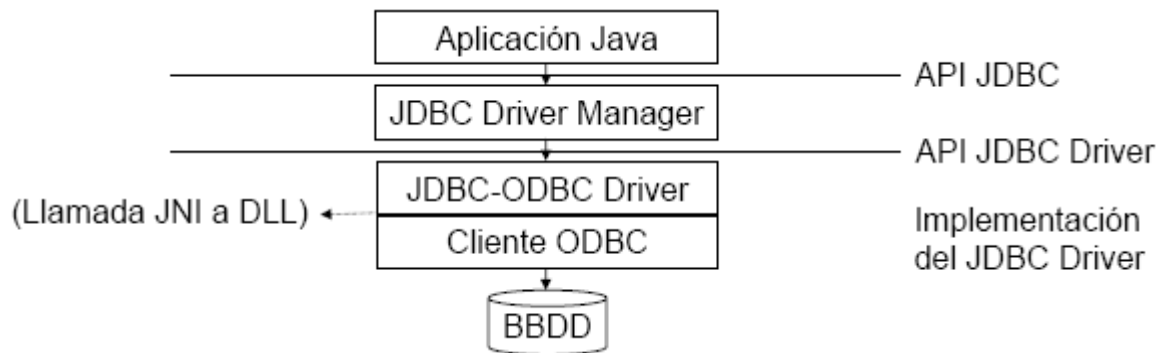 Aplicación Java
API JDBC
JDBC Driver Manager
API JDBC Driver
JDBC-ODBC Driver
(Llamada JNI a DLL)
Cliente ODBC
Implementación
del JDBC Driver
BBDD